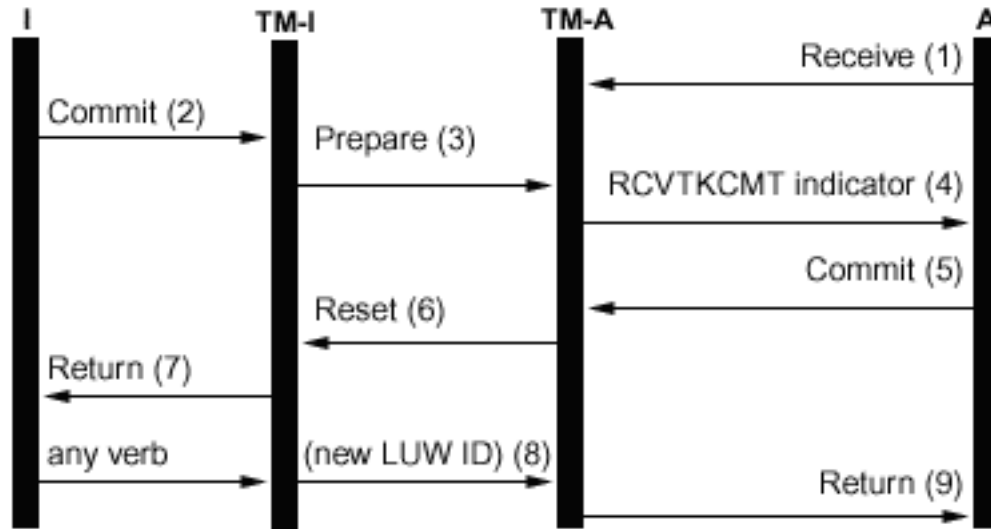 I TM-I TM-A A
Receive (1)
Commit (2)
Prepare (3)
RCVTKCMT indicator (4)
Commit (5)
Reset (6)
Return (7)
any verb (new LUW ID) (8)
Return (9)